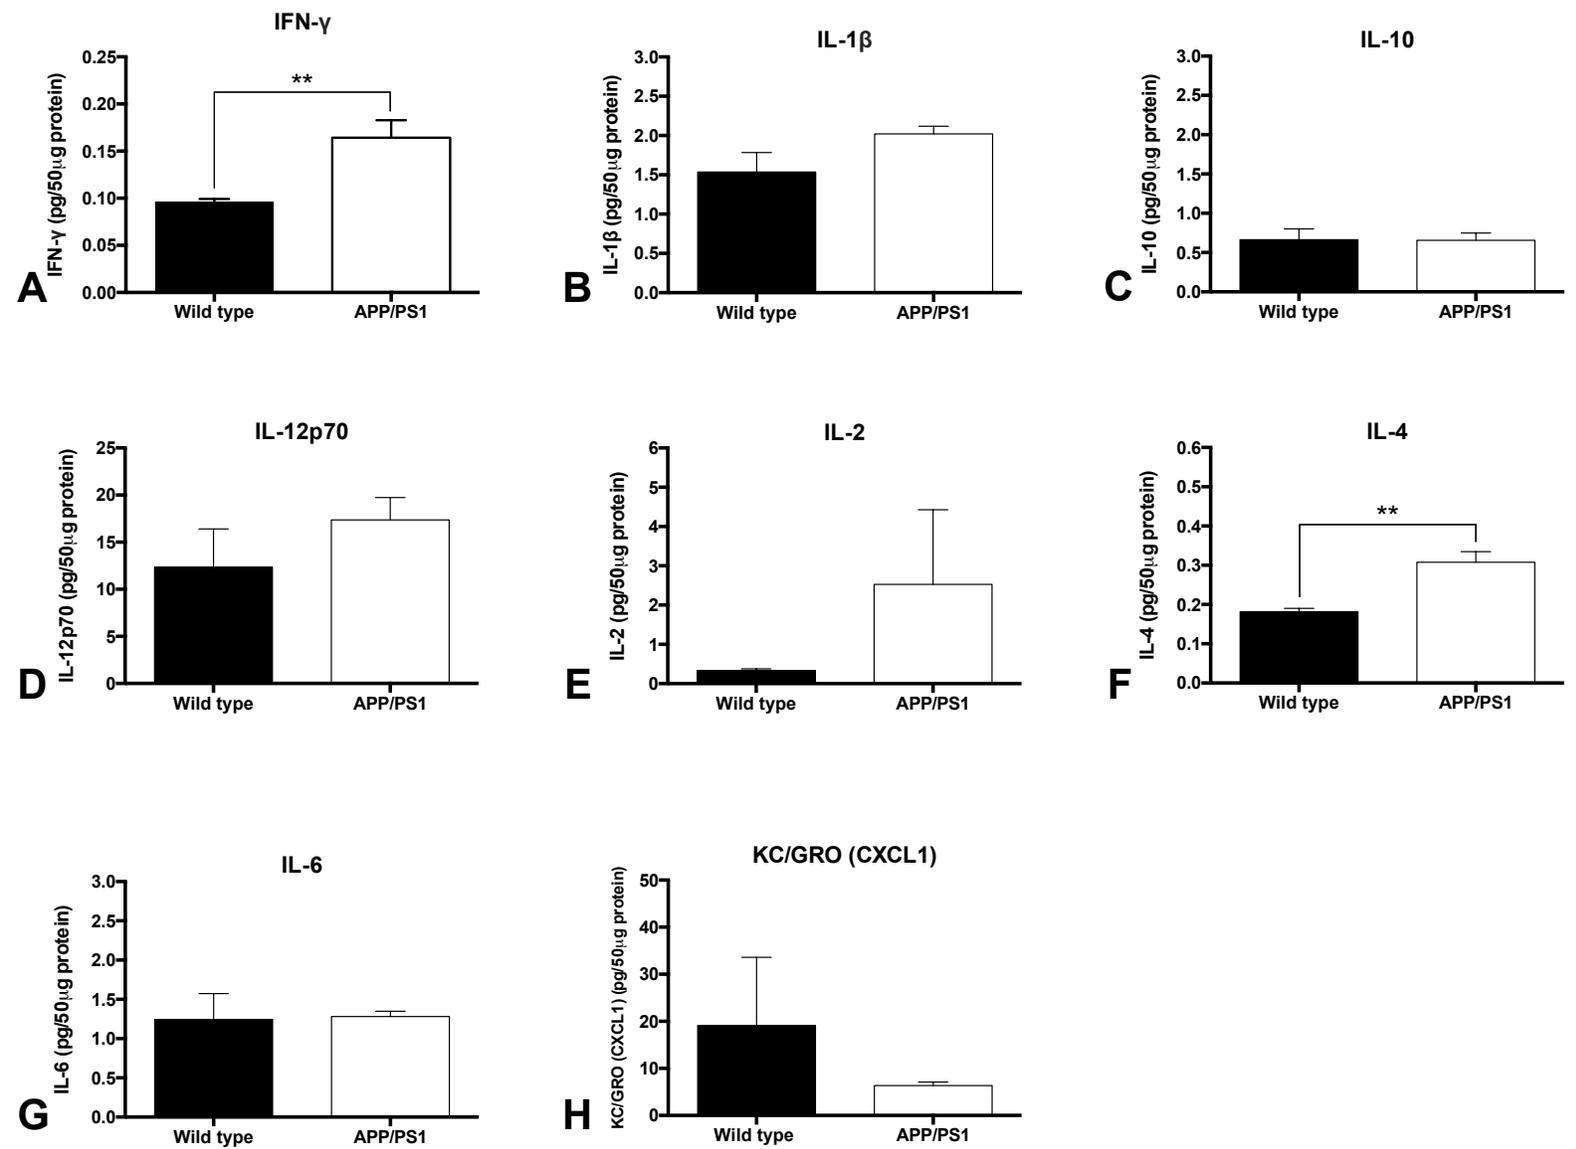 IFN-γ
0.25
0.20
0.15
0.10
0.05
0.00
IFN-γ (pg/50µg protein)
**
Wild type
APP/PS1
A
IL-1β
3.0
2.5
2.0
1.5
1.0
0.5
0.0
IL-1β (pg/50µg protein)
Wild type
APP/PS1
B
IL-10
3.0
2.5
2.0
1.5
1.0
0.5
0.0
IL-10 (pg/50µg protein)
Wild type
APP/PS1
C
IL-12p70
25
20
15
10
5
0
IL-12p70 (pg/50µg protein)
Wild type
APP/PS1
D
IL-2
6
5
4
3
2
1
0
IL-2 (pg/50µg protein)
Wild type
APP/PS1
E
IL-4
0.6
0.5
0.4
0.3
0.2
0.1
0.0
IL-4 (pg/50µg protein)
**
Wild type
APP/PS1
F
IL-6
3.0
2.5
2.0
1.5
1.0
0.5
0.0
IL-6 (pg/50µg protein)
Wild type
APP/PS1
G
KC/GRO (CXCL1)
50
40
30
20
10
0
KC/GRO (CXCL1) (pg/50µg protein)
Wild type
APP/PS1
H